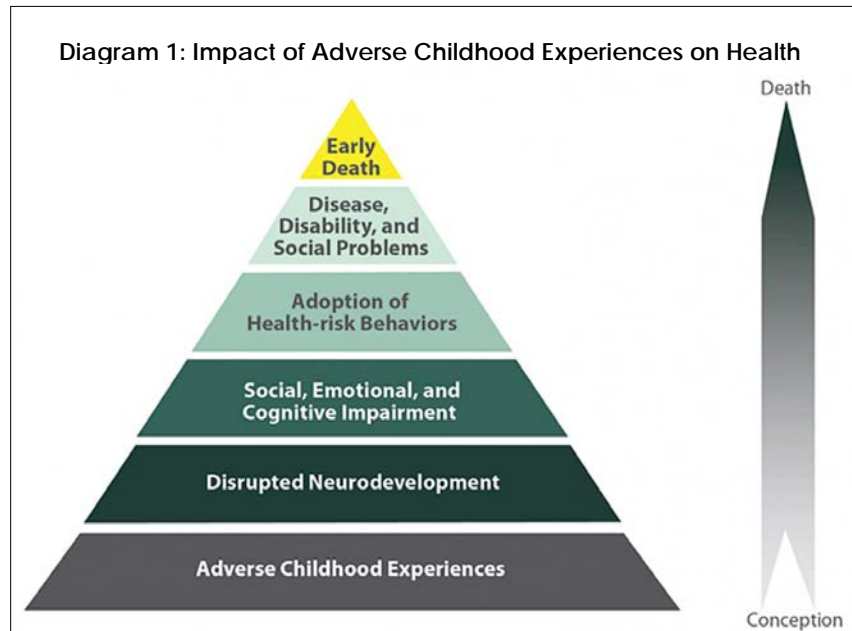 Diagram 1: Impact of Adverse Childhood Experiences on Health
Death
Early
Death
Disease,
Disability, and
Social Problems
Adoption of
Health-risk Behaviors
Social, Emotional, and
Cognitive Impairment
Disrupted Neurodevelopment
Adverse Childhood Experiences
Conception